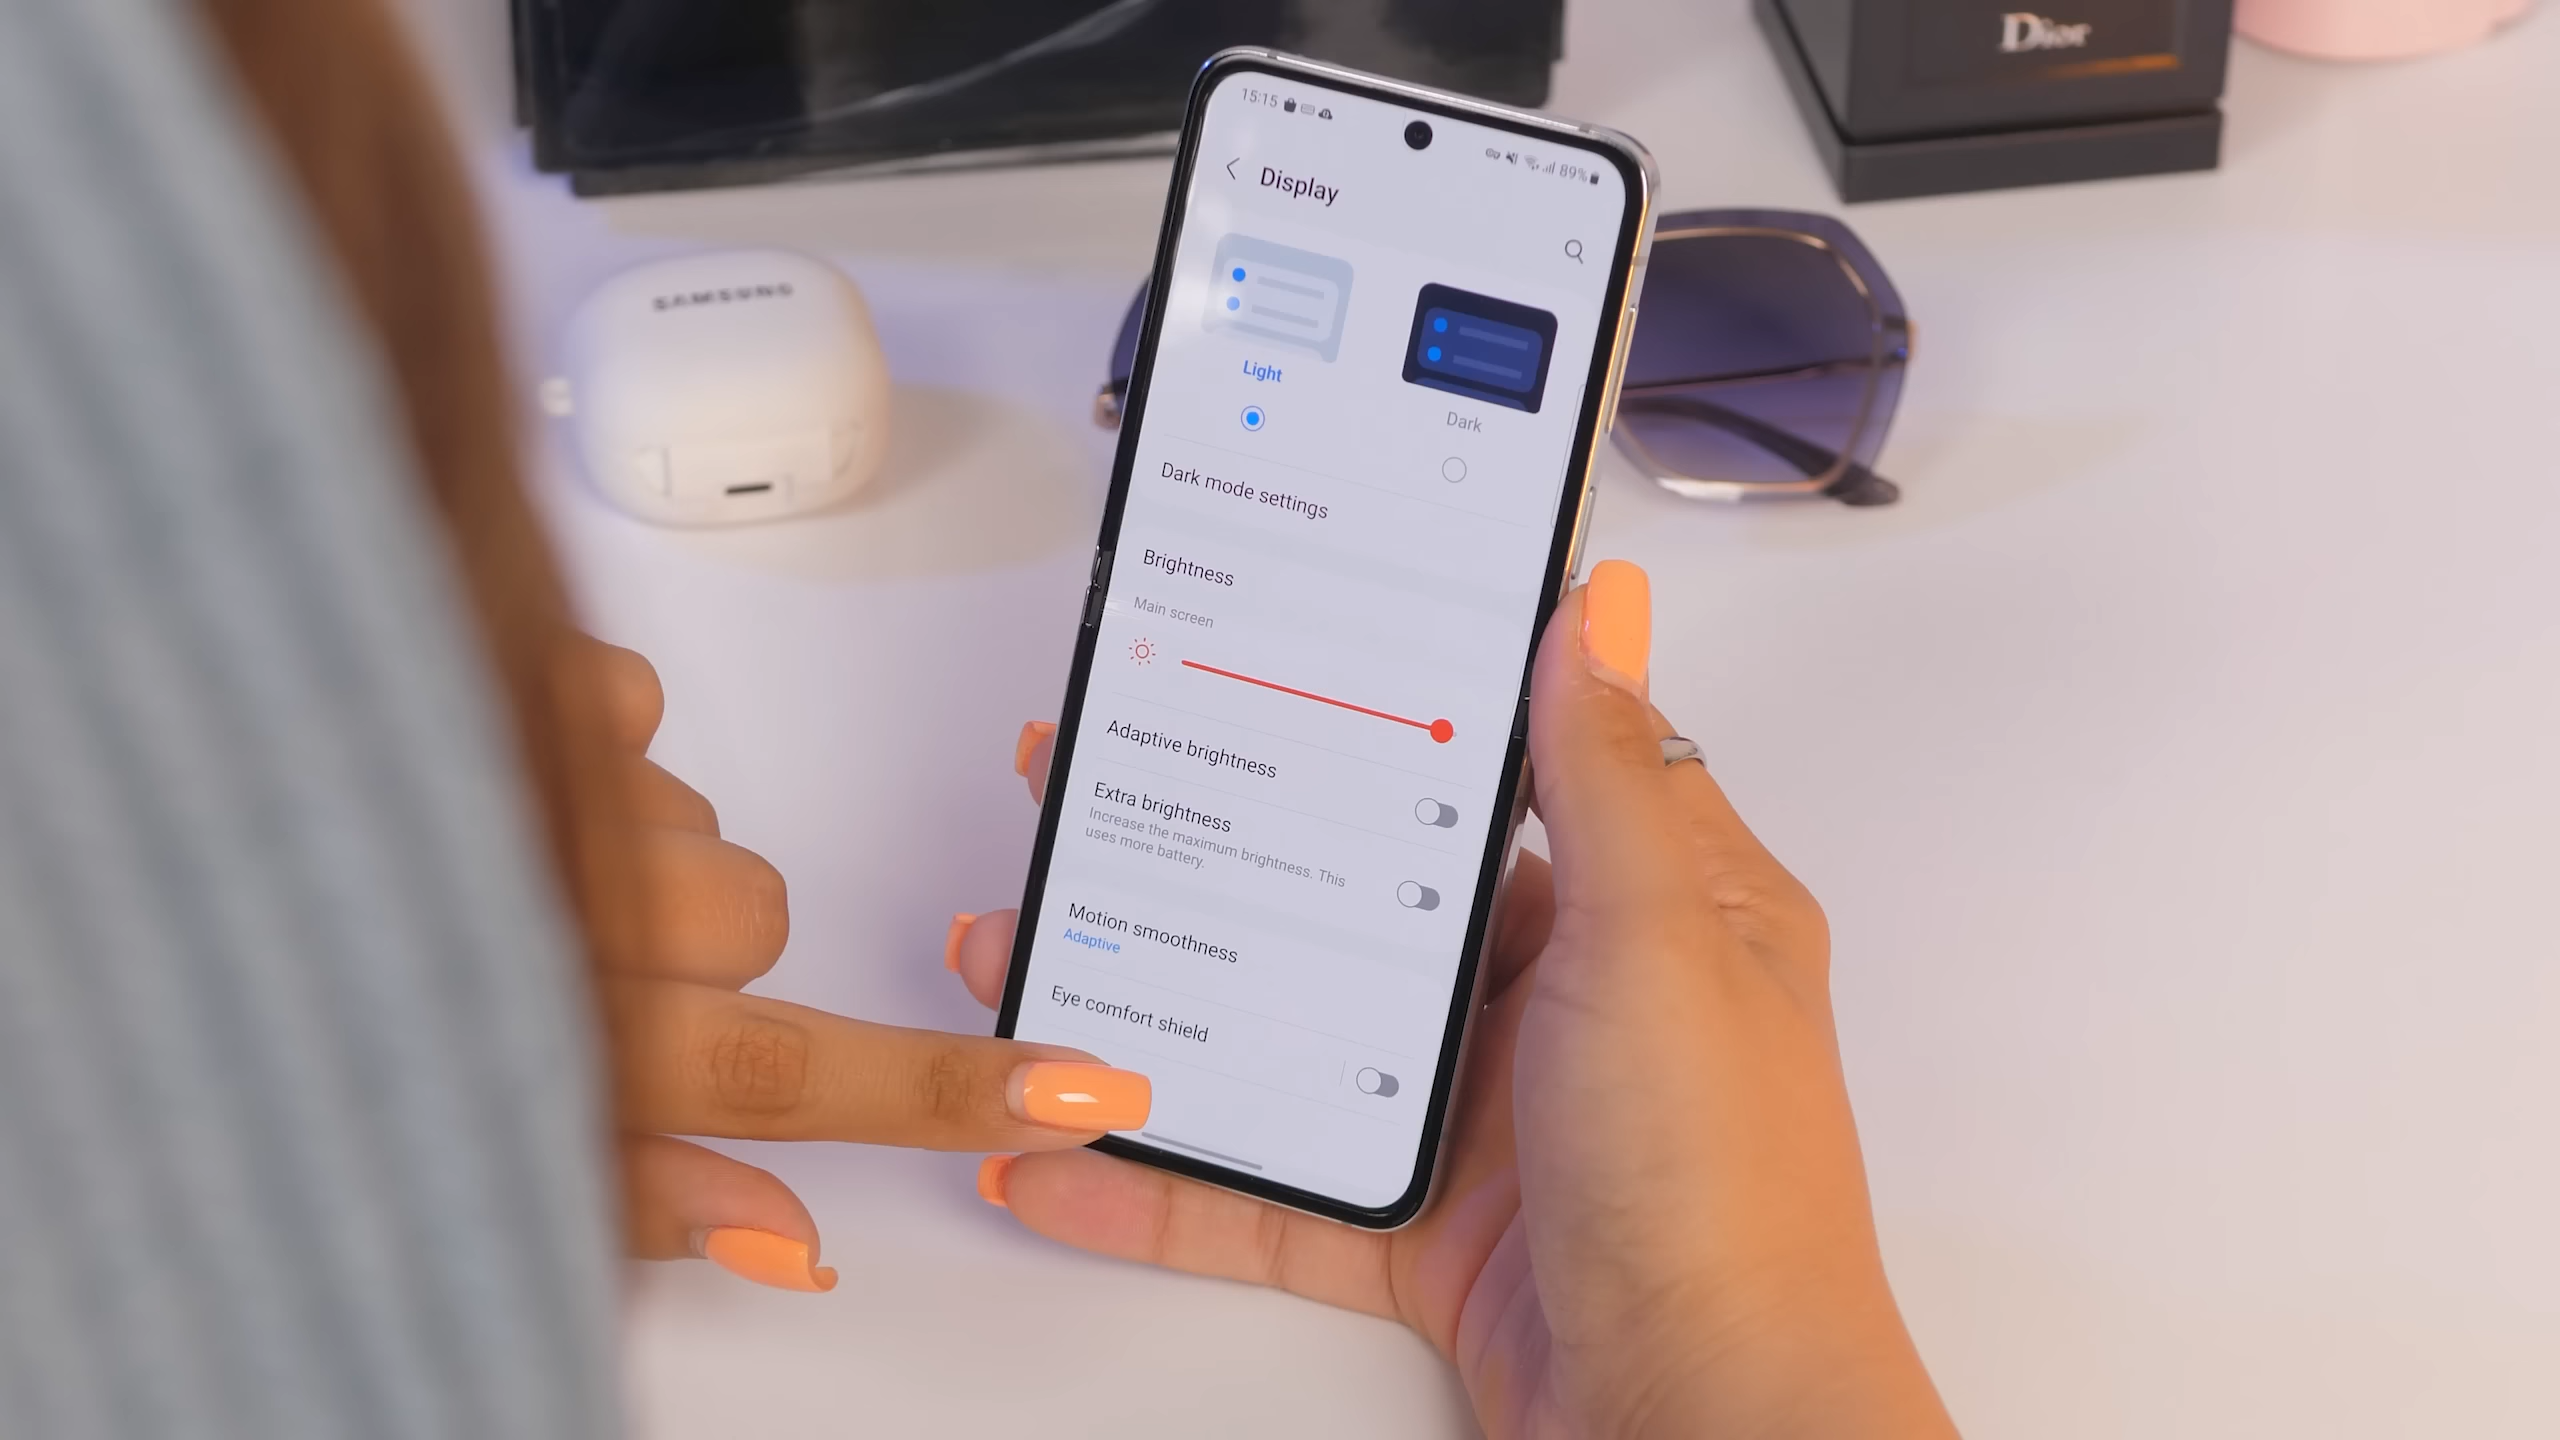 Dior
SAMSUNG
15:15
89%
Display
Light
Dark
Dark mode settings
Brightness
Main screen
Adaptive brightness
Extra brightness
Increase the maximum brightness. This
uses more battery.
Motion smoothness
Adaptive
Eye comfort shield